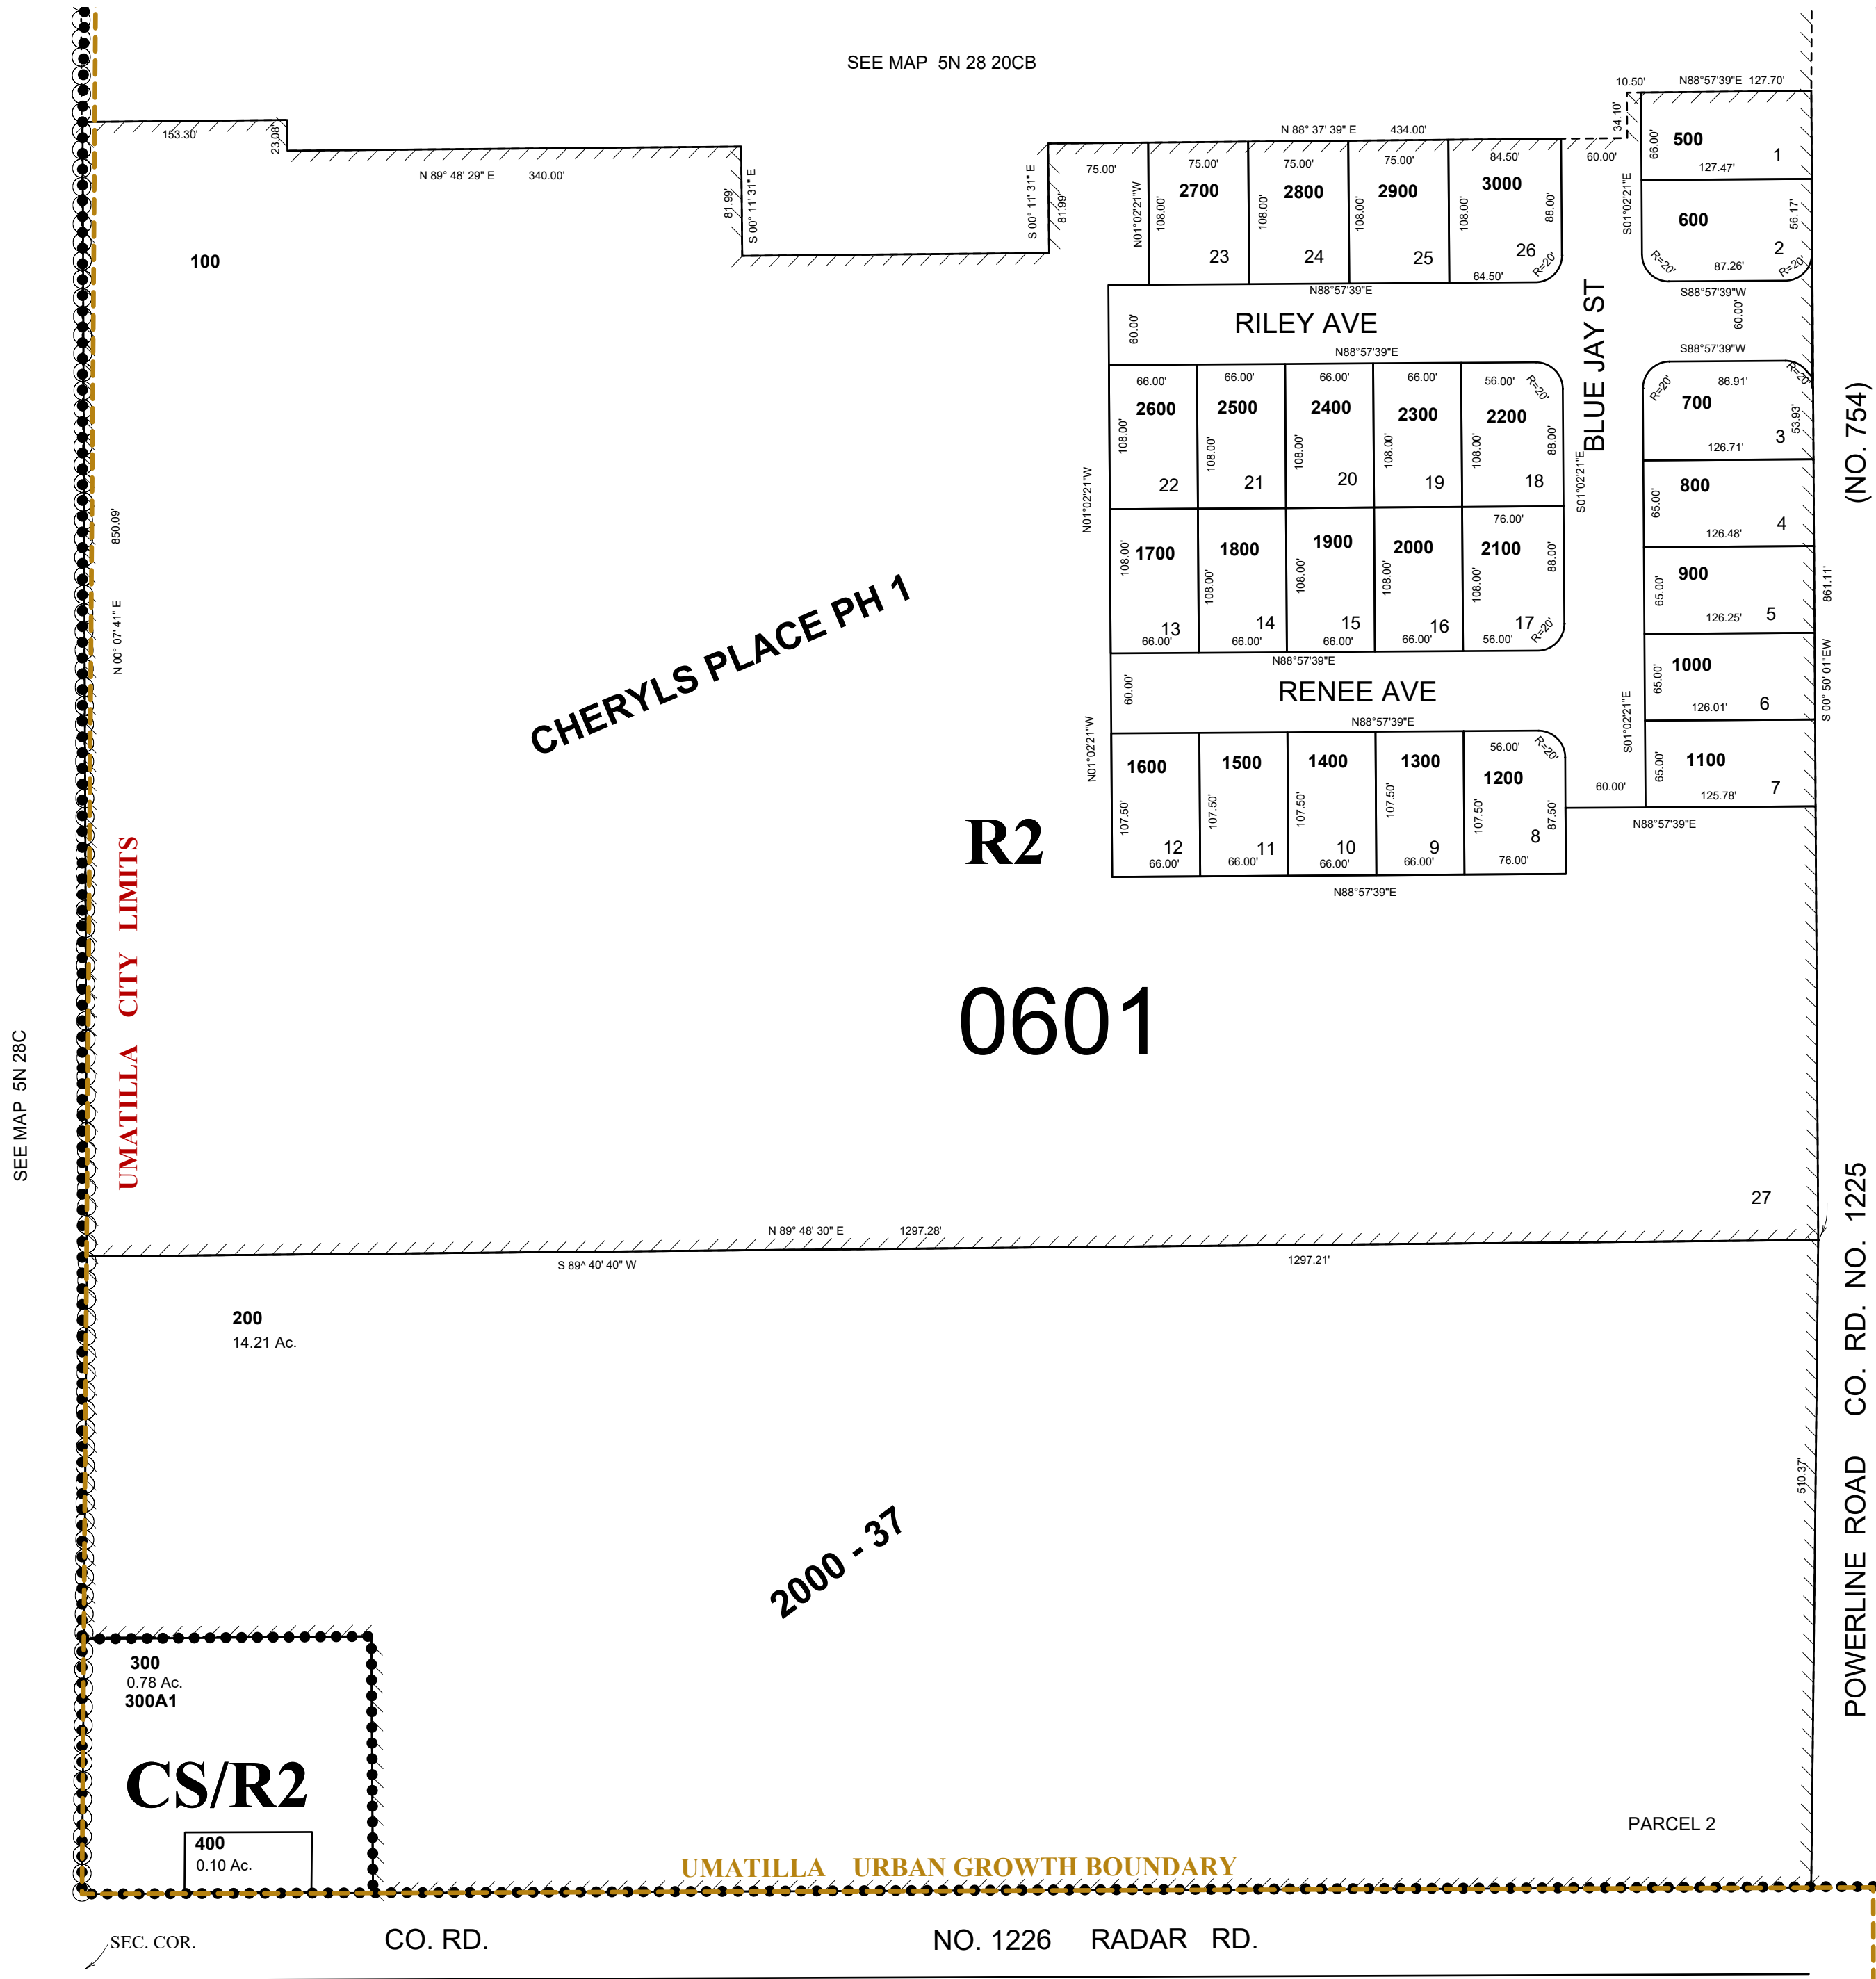 SEE MAP 5N 28 20CB
10.50'
N88°57'39"E 127.70'
34.10'
153.30'
23.08'
N 89° 48' 29" E 340.00'
81.99'
S 00° 11' 31" E
S 00° 11' 31" E
81.99'
N 88° 37' 39" E 434.00'
75.00'
75.00'
75.00'
75.00'
84.50'
60.00'
N01°02'21"W
108.00'
2700
23
108.00'
2800
24
108.00'
2900
25
108.00'
3000
88.00'
26
R=20'
64.50'
N88°57'39"E
66.00'
500
1
127.47'
S01°02'21"E
600
56.17'
2
R=20'
87.26'
R=20'
S88°57'39"W
60.00'
S88°57'39"W
100
60.00'
RILEY AVE
N88°57'39"E
BLUE JAY ST
66.00'
66.00'
66.00'
66.00'
56.00'
R=20'
2600
2500
2400
2300
2200
108.00'
108.00'
108.00'
108.00'
108.00'
88.00'
22
21
20
19
18
N01°02'21"W
S01°02'21"E
76.00'
1700
1800
1900
2000
2100
108.00'
108.00'
108.00'
108.00'
108.00'
88.00'
13
14
15
16
17
R=20'
66.00'
66.00'
66.00'
66.00'
56.00'
N88°57'39"E
R=20'
86.91'
R=20'
700
53.93'
3
126.71'
800
65.00'
4
126.48'
900
65.00'
5
126.25'
1000
65.00'
6
126.01'
S01°02'21"E
1100
65.00'
7
125.78'
60.00'
N88°57'39"E
(NO. 754)
861.11'
S 00° 50' 01"EW
60.00'
RENEE AVE
N88°57'39"E
N01°02'21"W
56.00'
R=20'
1600
1500
1400
1300
1200
107.50'
107.50'
107.50'
107.50'
107.50'
87.50'
12
11
10
9
8
66.00'
66.00'
66.00'
66.00'
76.00'
N88°57'39"E
850.09'
N 00° 07' 41" E
CHERYLS PLACE PH 1
R2
0601
UMATILLA CITY LIMITS
SEE MAP 5N 28C
27
N 89° 48' 30" E 1297.28'
S 89^ 40' 40" W
1297.21'
200
14.21 Ac.
510.37'
2000 - 37
POWERLINE ROAD CO. RD. NO. 1225
300
0.78 Ac.
300A1
CS/R2
400
0.10 Ac.
PARCEL 2
UMATILLA URBAN GROWTH BOUNDARY
SEC. COR.
CO. RD. NO. 1226 RADAR RD.